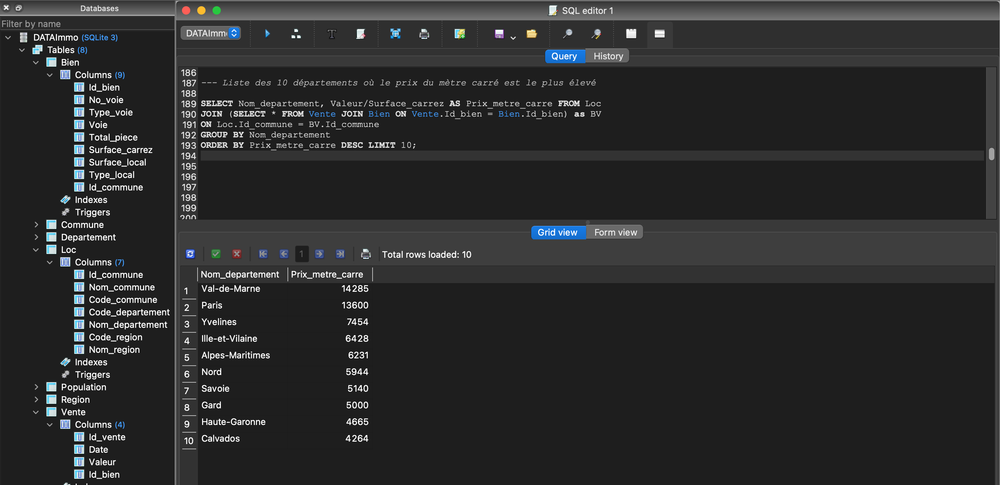 Databases
Filter by name
DATAImmo (SQLite 3)
Tables (8)
Bien
Columns (9)
Id_bien
No_voie
Type_voie
Voie
Total_piece
Surface_carrez
Surface_local
Type_local
Id_commune
Indexes
Triggers
Commune
Departement
Loc
Columns (7)
Id_commune
Nom_commune
Code_commune
Code_departement
Nom_departement
Code_region
Nom_region
Indexes
Triggers
Population
Region
Vente
Columns (4)
Id_vente
Date
Valeur
Id_bien
SQL editor 1
DATAImm
Query History
186
187 --- Liste des 10 départements où le prix du mètre carré est le plus élevé
188
189 SELECT Nom_departement, Valeur/Surface_carrez AS Prix_metre_carre FROM Loc
190 JOIN (SELECT * FROM Vente JOIN Bien ON Vente.Id_bien = Bien.Id_bien) as BV
191 ON Loc.Id_commune = BV.Id_commune
192 GROUP BY Nom_departement
193 ORDER BY Prix_metre_carre DESC LIMIT 10;
194
195
196
197
198
199
200
Grid view Form view
1 Total rows loaded: 10
Nom_departement Prix_metre_carre
1 Val-de-Marne 14285
2 Paris 13600
3 Yvelines 7454
4 Ille-et-Vilaine 6428
5 Alpes-Maritimes 6231
6 Nord 5944
7 Savoie 5140
8 Gard 5000
9 Haute-Garonne 4665
10 Calvados 4264